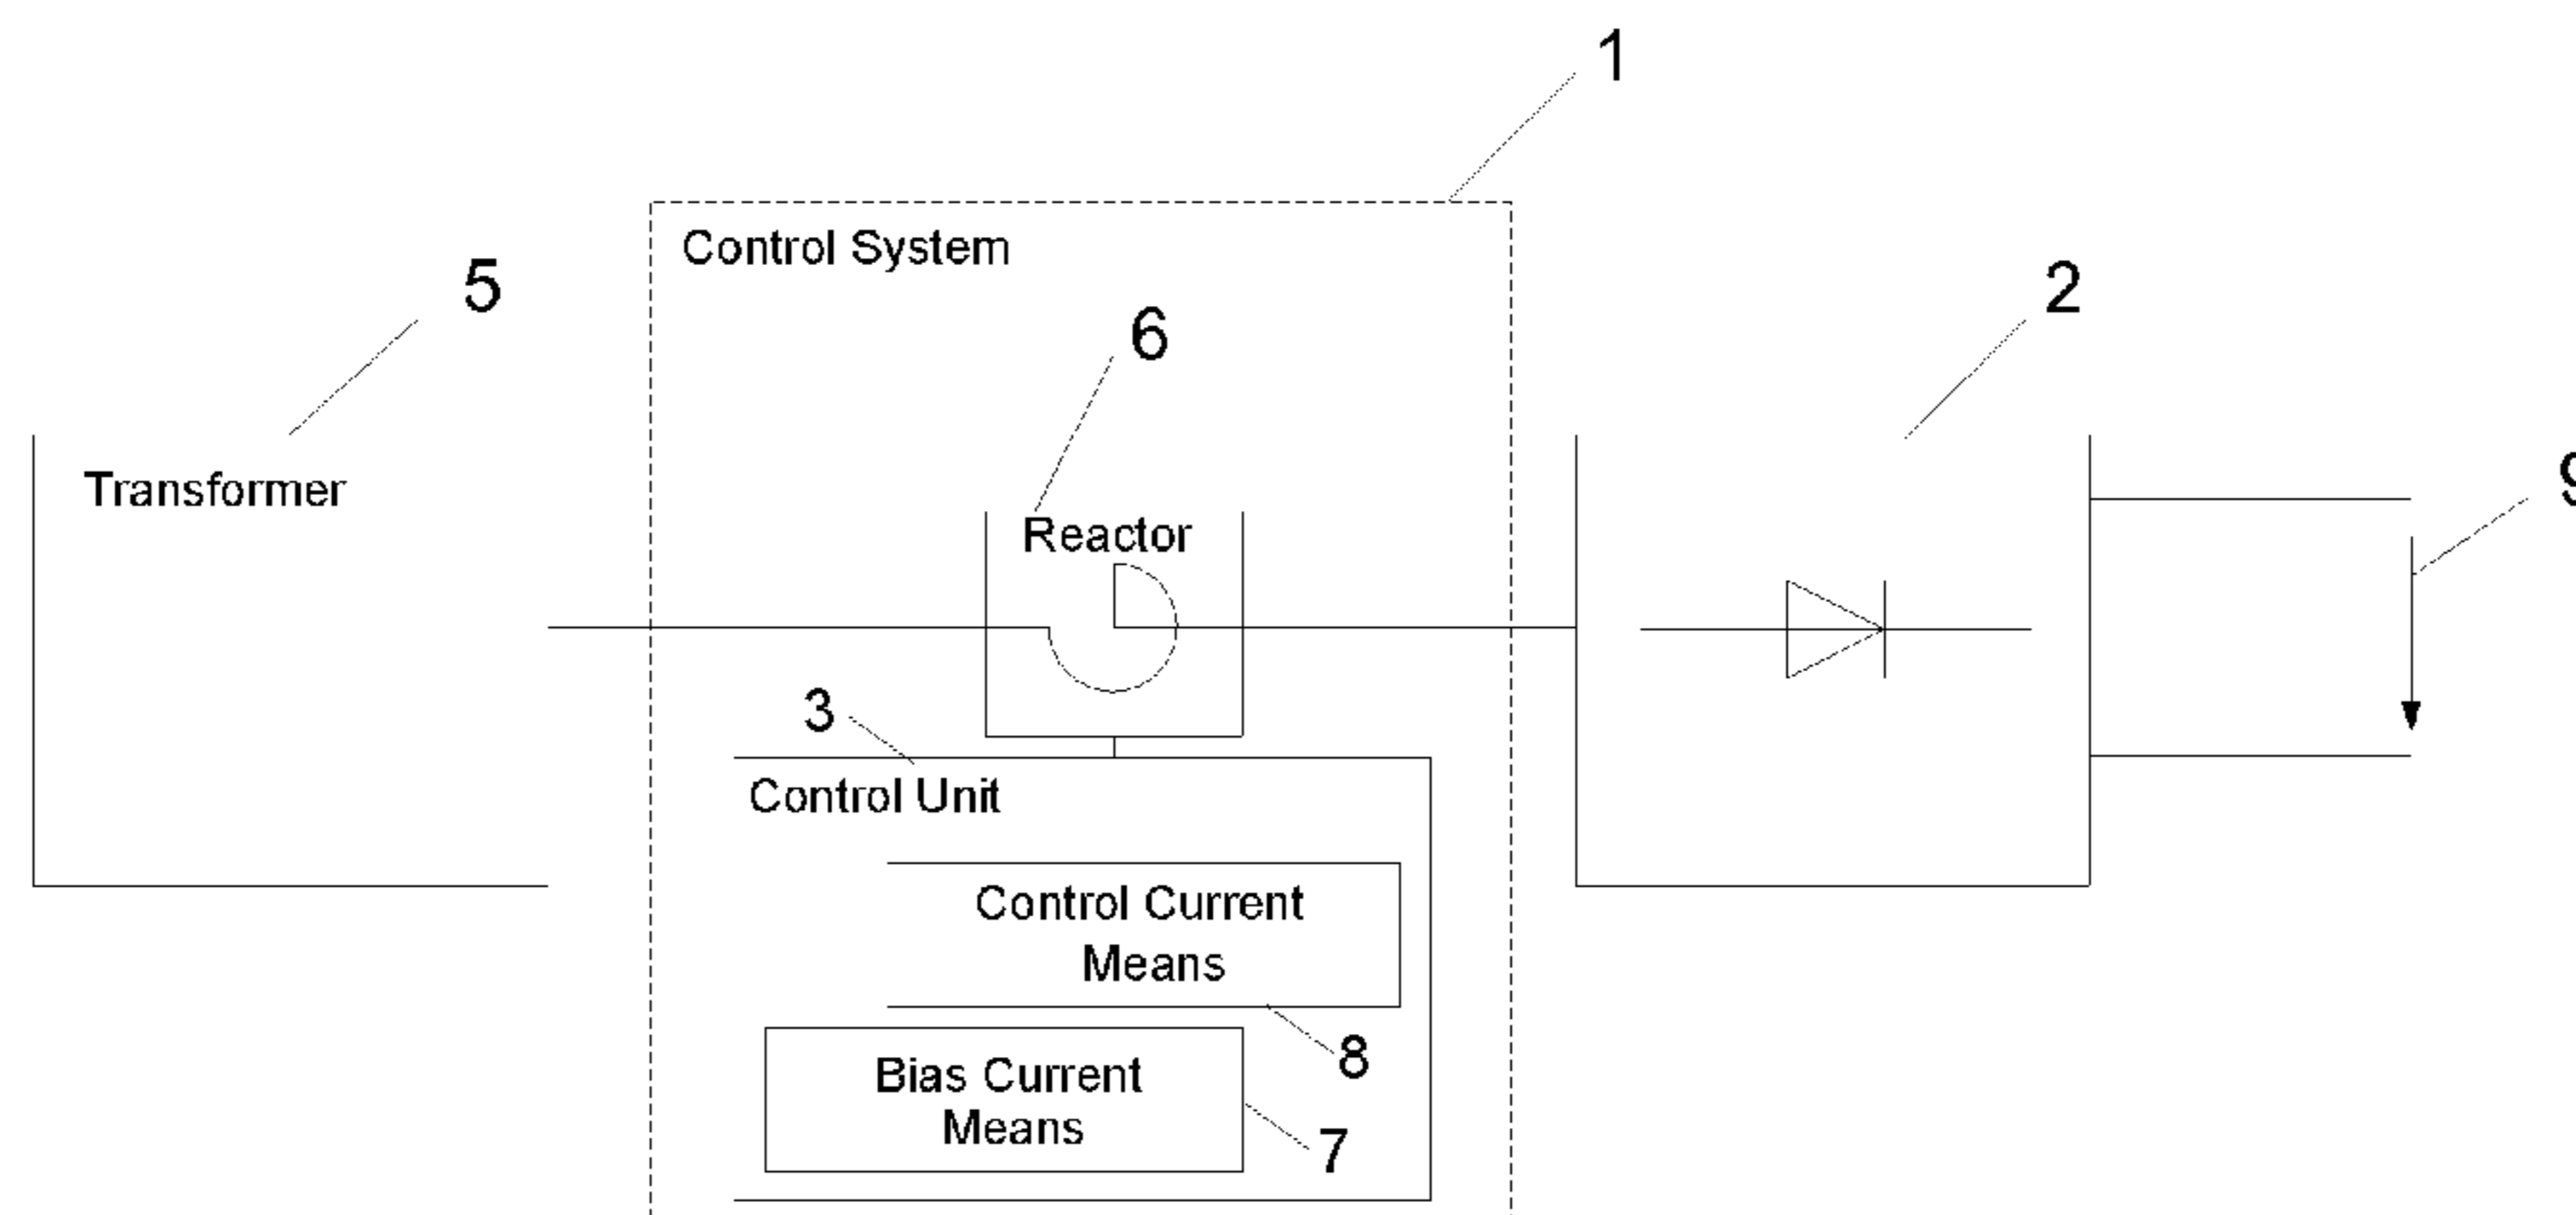 1
Control System
5
2
6
Transformer
9
Reactor
3
Control Unit
Control Current
Means
8
Bias Current
Means
7